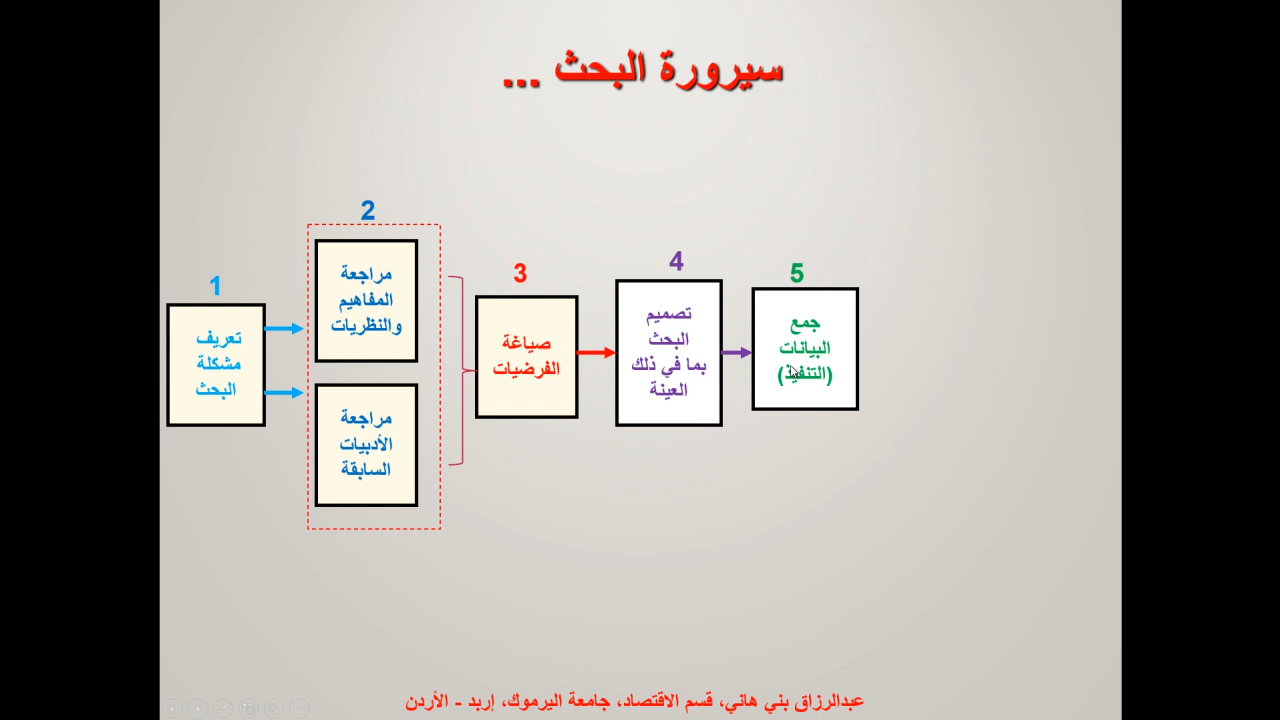 سيرورة البحث ...
1
تعريف
مشكلة
البحث
2
مراجعة
المفاهيم
والنظريات
مراجعة
الأدبيات
السابقة
3
صياغة
الفرضيات
4
تصميم
البحث
بما في ذلك
العينة
5
جمع
البيانات
(التنفيذ)
عبدالرزاق بني هاني، قسم الاقتصاد، جامعة اليرموك، إربد - الأردن